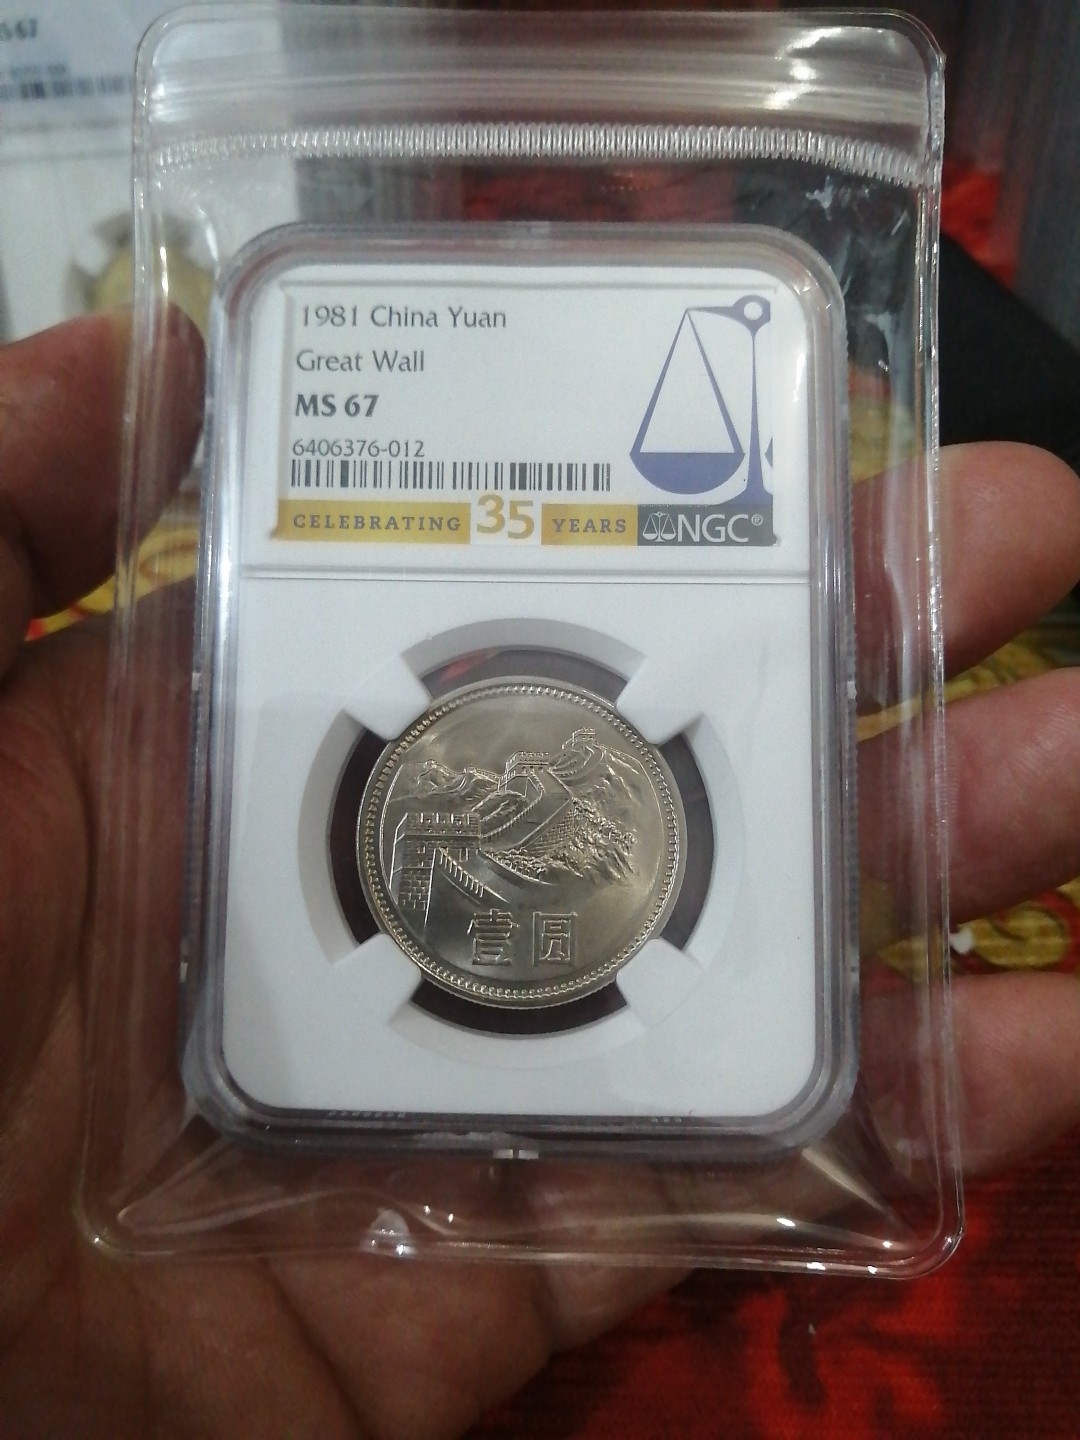 1981 China Yuan
Great Wall
MS 67
6406376-012
CELEBRATING 35 YEARS NGC®
壹圆